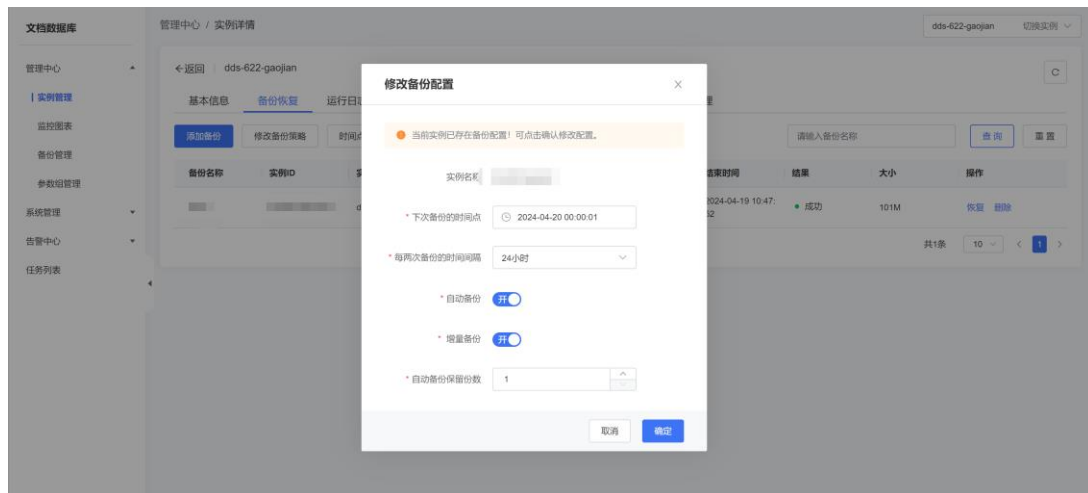 文档数据库
管理中心 / 实例详情
dds-622-gaojian 切换实例
管理中心
实例管理
监控图表
备份管理
参数组管理
系统管理
告警中心
任务列表
返回 dds-622-gaojian
基本信息 备份恢复 运行日志
添加备份 修改备份策略 时间点
请输入备份名称 查询 重置
备份名称 实例ID 结束时间 结果 大小 操作
2024-04-19 10:47:
成功 101M 恢复 删除
共1条 10 1
修改备份配置
当前实例已存在备份配置!可点击确认修改配置。
实例名称
* 下次备份的时间点 2024-04-20 00:00:01
* 每两次备份的时间间隔 24小时
* 自动备份 开
* 增量备份 开
* 自动备份保留份数 1
取消 确定